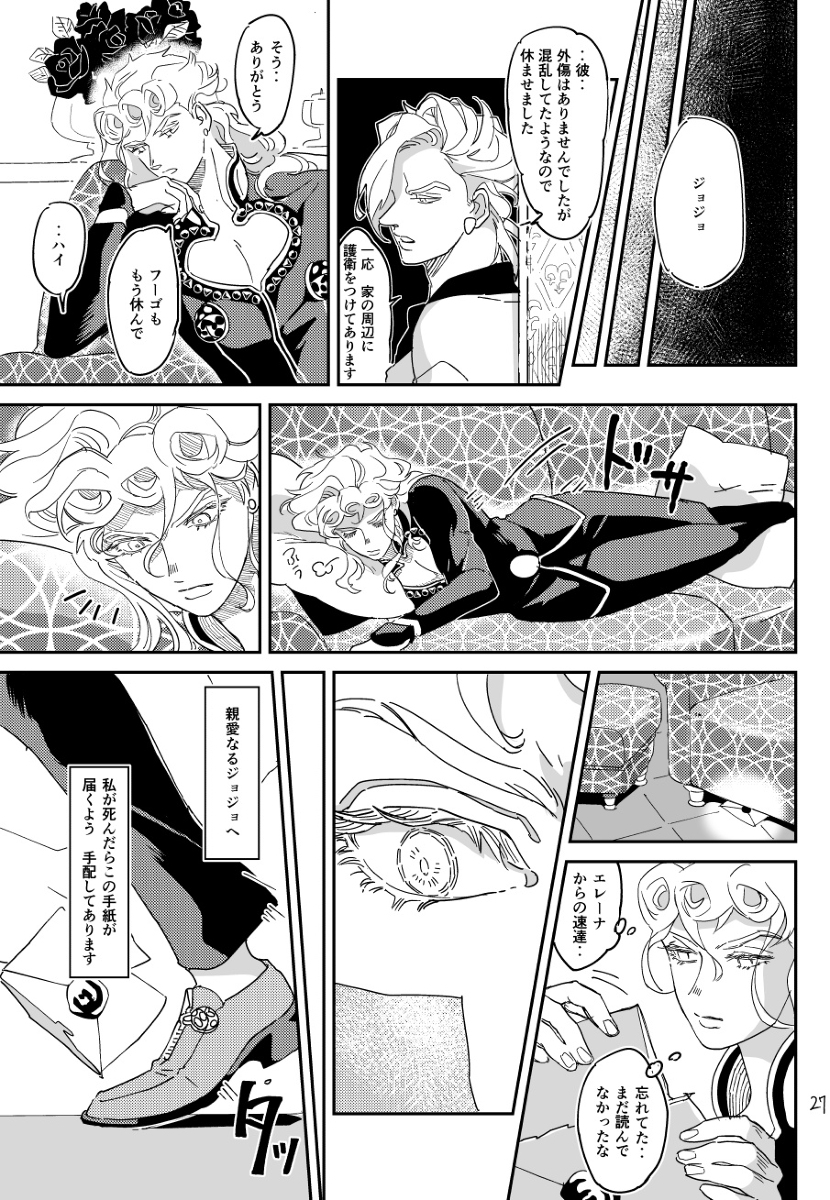 ジョジョ
‥彼‥
外傷はありませんでしたが
混乱してたようなので
休ませました
一応　家の周辺に
護衛をつけてあります
そう‥
ありがとう
フーゴも
もう休んで
‥ハイ
ドサ
ふぅ
エレーナ
からの速達‥
忘れてた‥
まだ読んで
なかったな
親愛なるジョジョへ
私が死んだらこの手紙が
届くよう　手配してあります
タッ
27